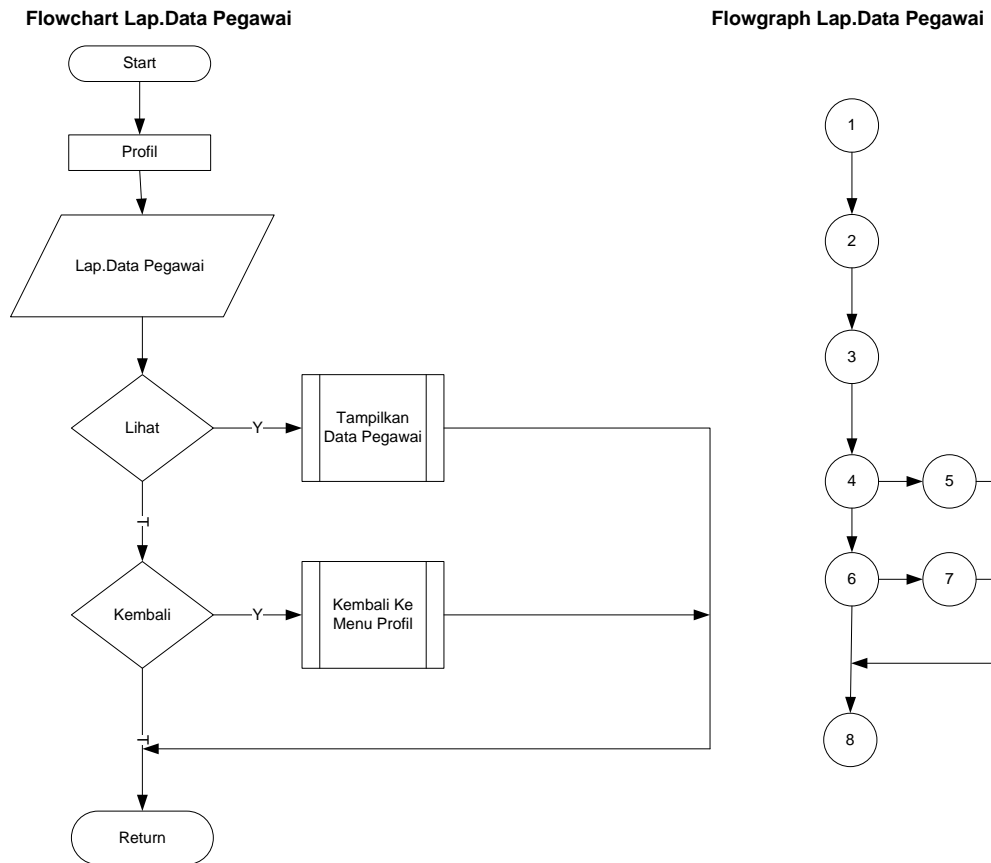 Flowchart Lap.Data Pegawai
Start
Profil
Lap.Data Pegawai
Lihat
Y
Tampilkan
Data Pegawai
T
Kembali
Y
Kembali Ke
Menu Profil
T
Return
Flowgraph Lap.Data Pegawai
1
2
3
4
5
6
7
8